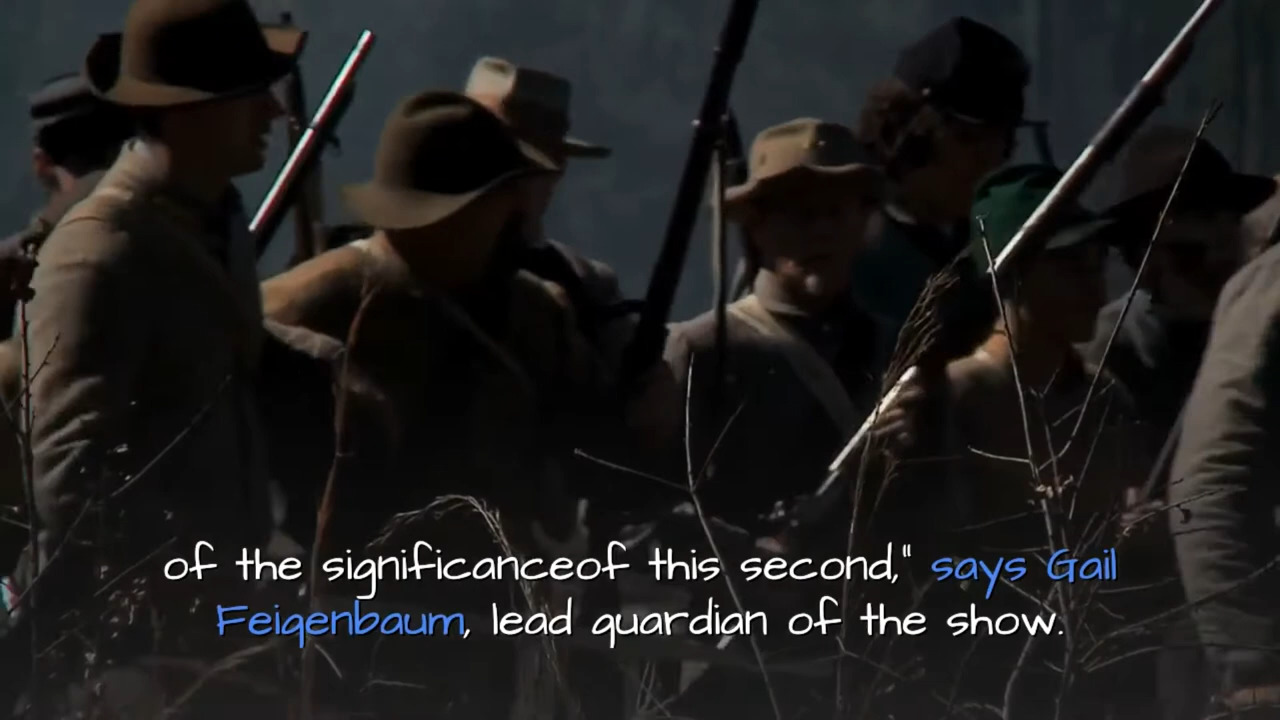 of the significanceof this second," says Gail
Feigenbaum, lead guardian of the show.